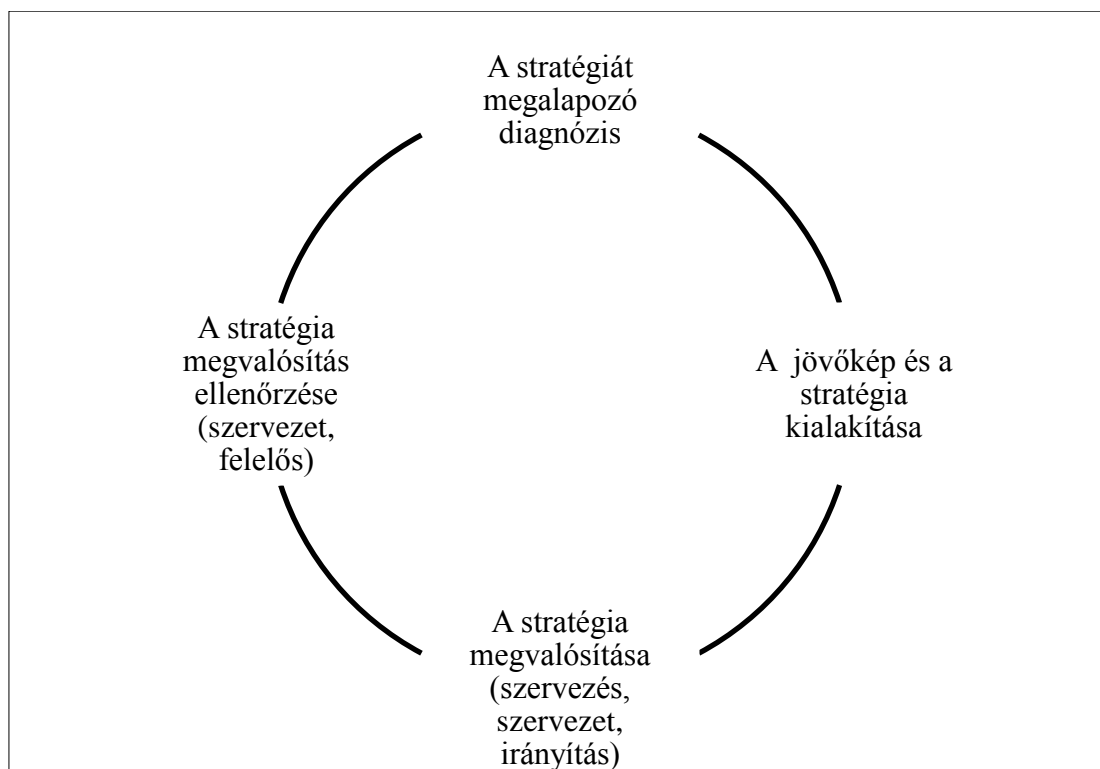 A stratégiát
megalapozó
diagnózis
A stratégia
megvalósítás
ellenőrzése
(szervezet,
felelős)
A jövőkép és a
stratégia
kialakítása
A stratégia
megvalósítása
(szervezés,
szervezet,
irányítás)